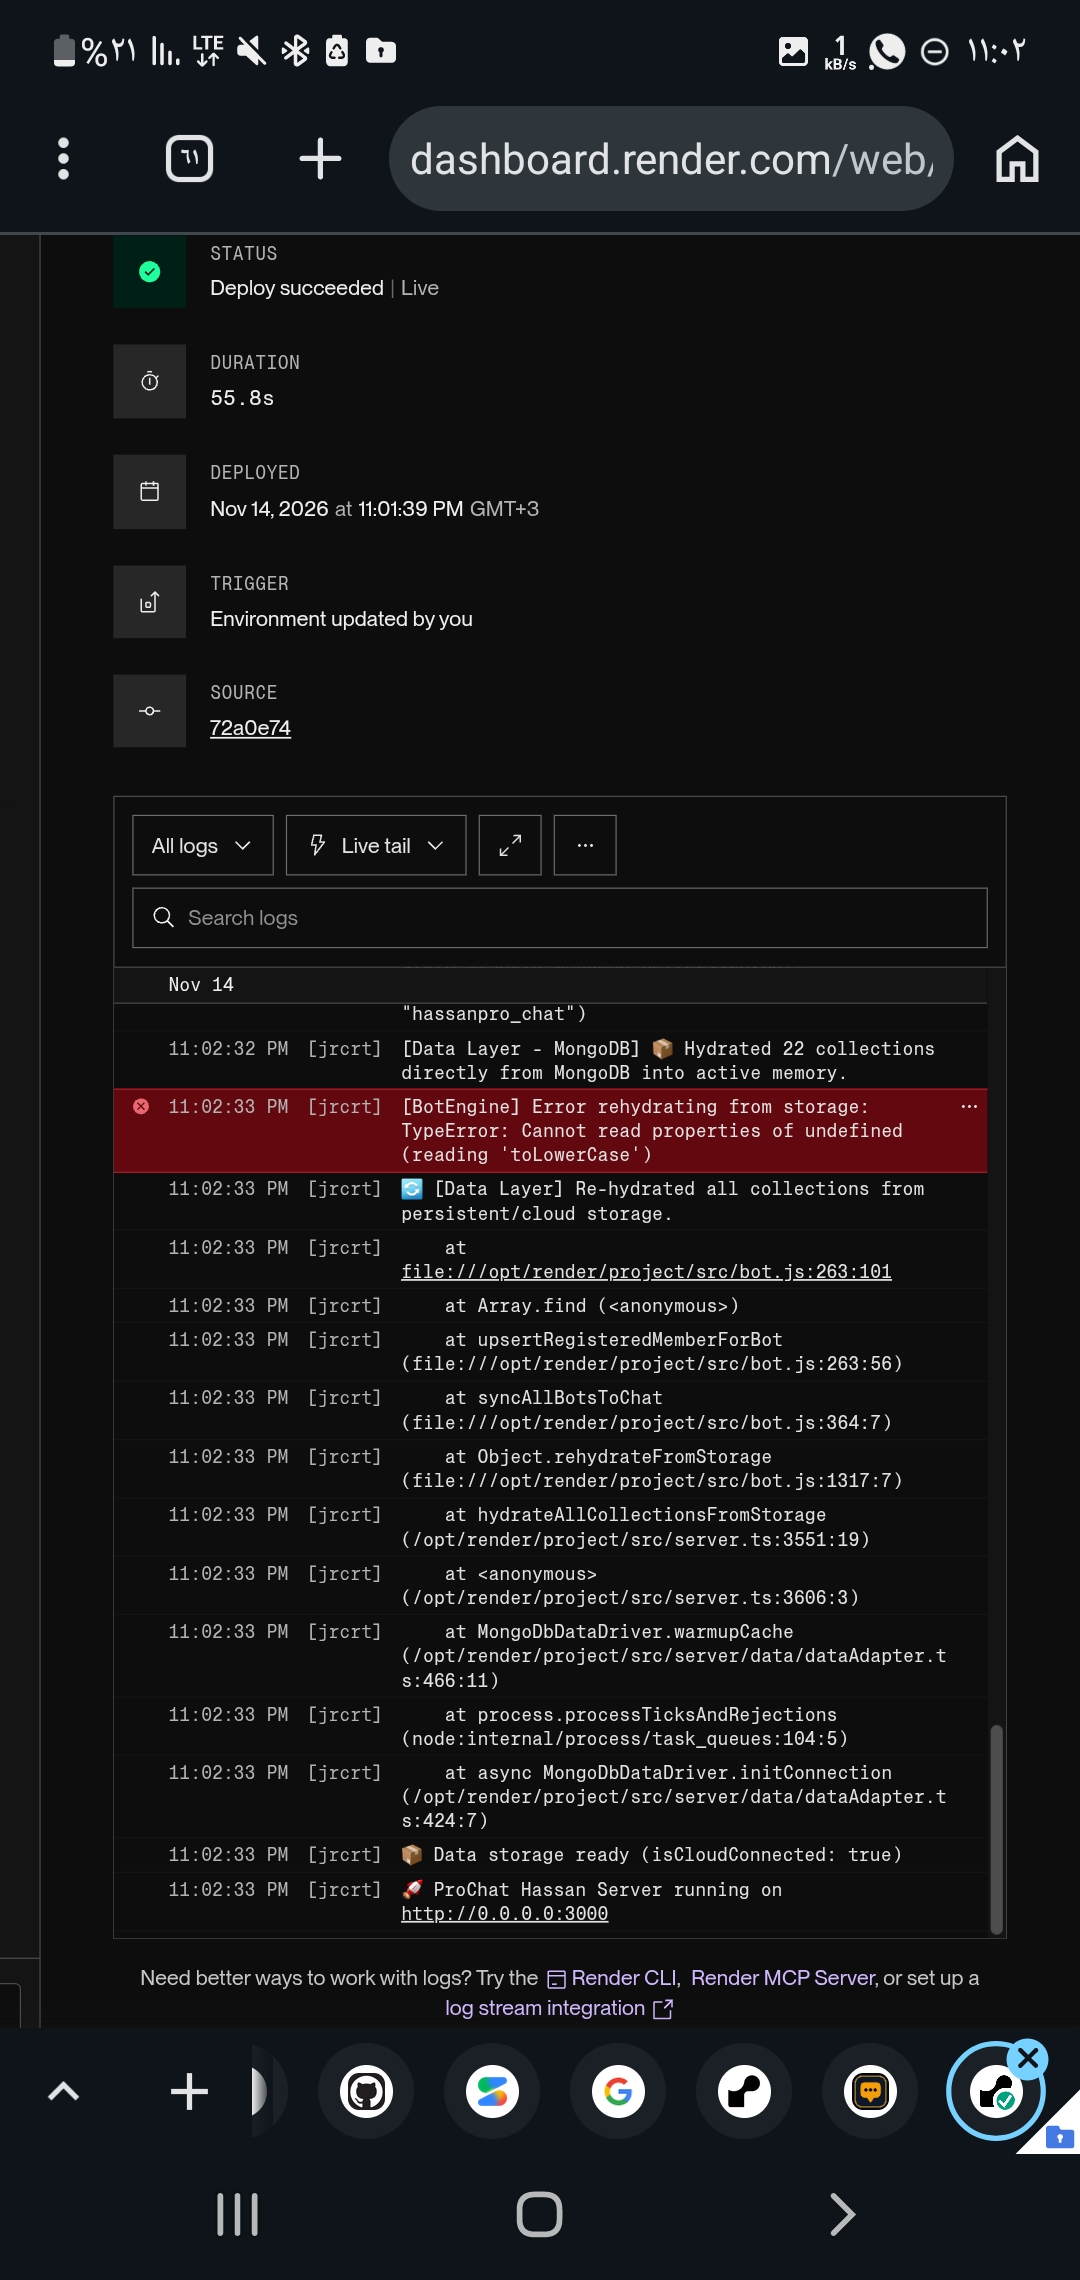 %٢١ LTE
1 kB/s ١١:٠٢
٦١ dashboard.render.com/web/
STATUS
Deploy succeeded | Live
DURATION
55.8s
DEPLOYED
Nov 14, 2026 at 11:01:39 PM GMT+3
TRIGGER
Environment updated by you
SOURCE
72a0e74
All logs Live tail ...
Search logs
Nov 14
"hassanpro_chat")
11:02:32 PM [jrcrt] [Data Layer - MongoDB] 📦 Hydrated 22 collections
directly from MongoDB into active memory.
11:02:33 PM [jrcrt] [BotEngine] Error rehydrating from storage: ...
TypeError: Cannot read properties of undefined
(reading 'toLowerCase')
11:02:33 PM [jrcrt] 🔄 [Data Layer] Re-hydrated all collections from
persistent/cloud storage.
11:02:33 PM [jrcrt] at
file:///opt/render/project/src/bot.js:263:101
11:02:33 PM [jrcrt] at Array.find (<anonymous>)
11:02:33 PM [jrcrt] at upsertRegisteredMemberForBot
(file:///opt/render/project/src/bot.js:263:56)
11:02:33 PM [jrcrt] at syncAllBotsToChat
(file:///opt/render/project/src/bot.js:364:7)
11:02:33 PM [jrcrt] at Object.rehydrateFromStorage
(file:///opt/render/project/src/bot.js:1317:7)
11:02:33 PM [jrcrt] at hydrateAllCollectionsFromStorage
(/opt/render/project/src/server.ts:3551:19)
11:02:33 PM [jrcrt] at <anonymous>
(/opt/render/project/src/server.ts:3606:3)
11:02:33 PM [jrcrt] at MongoDbDataDriver.warmupCache
(/opt/render/project/src/server/data/dataAdapter.t
s:466:11)
11:02:33 PM [jrcrt] at process.processTicksAndRejections
(node:internal/process/task_queues:104:5)
11:02:33 PM [jrcrt] at async MongoDbDataDriver.initConnection
(/opt/render/project/src/server/data/dataAdapter.t
s:424:7)
11:02:33 PM [jrcrt] 📦 Data storage ready (isCloudConnected: true)
11:02:33 PM [jrcrt] 🚀 ProChat Hassan Server running on
http://0.0.0.0:3000
Need better ways to work with logs? Try the Render CLI, Render MCP Server, or set up a
log stream integration